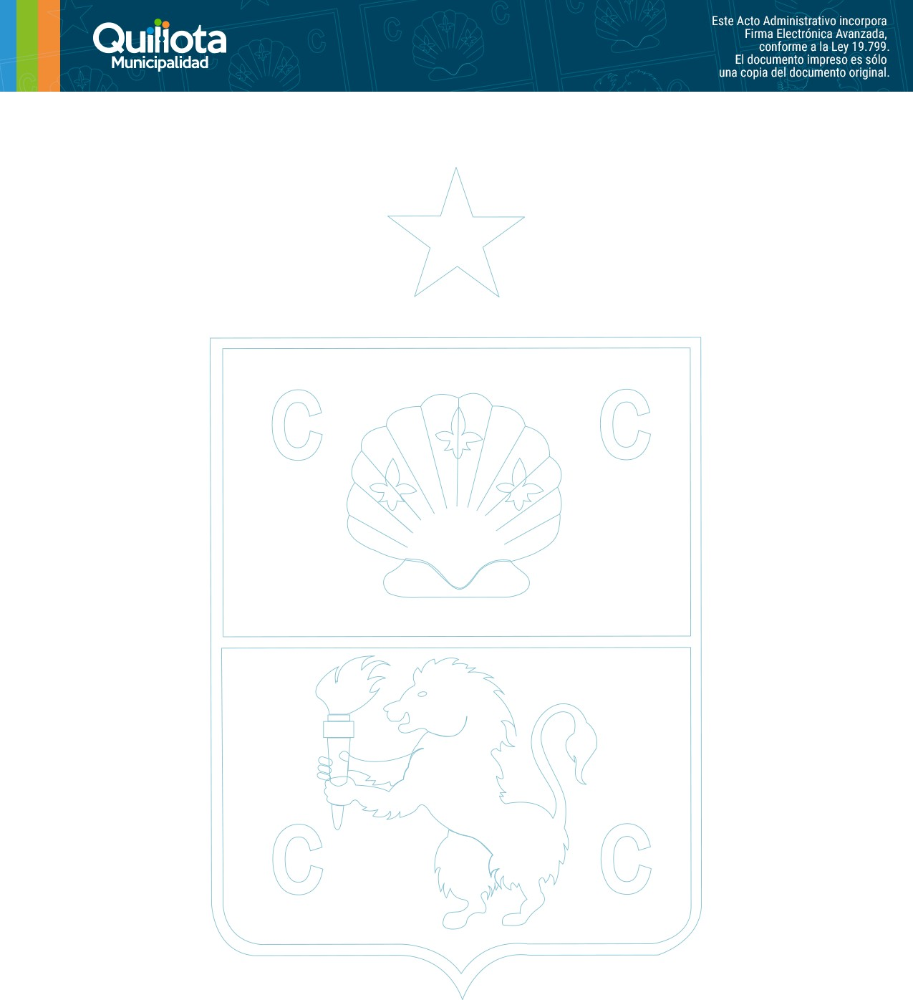 Quillota
Municipalidad
Este Acto Administrativo incorpora
Firma Electrónica Avanzada,
conforme a la Ley 19.799.
El documento impreso es sólo
una copia del documento original.
C C
C C